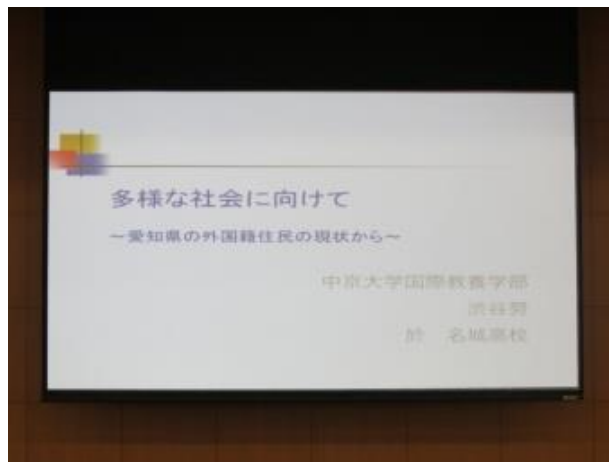 多様な社会に向けて
～愛知県の外国籍住民の現状から～
中京大学国際教養学部
渋谷努
於　名城高校